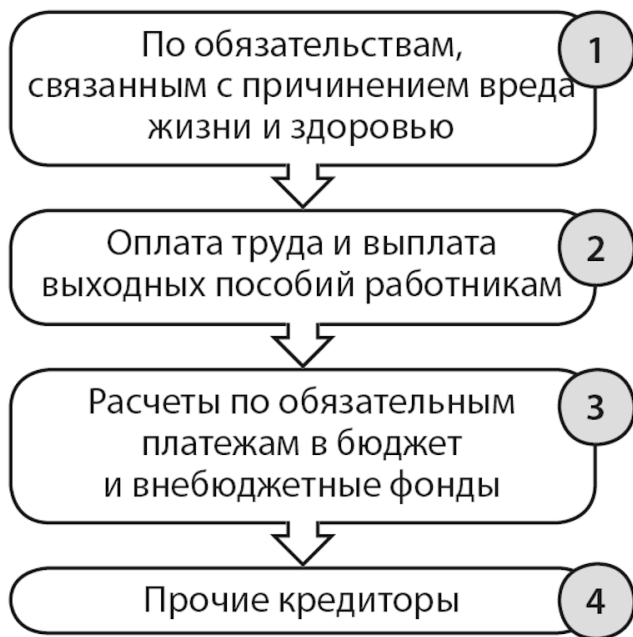 По обязательствам,
связанным с причинением вреда
жизни и здоровью
1
Оплата труда и выплата
выходных пособий работникам
2
Расчеты по обязательным
платежам в бюджет
и внебюджетные фонды
3
Прочие кредиторы
4